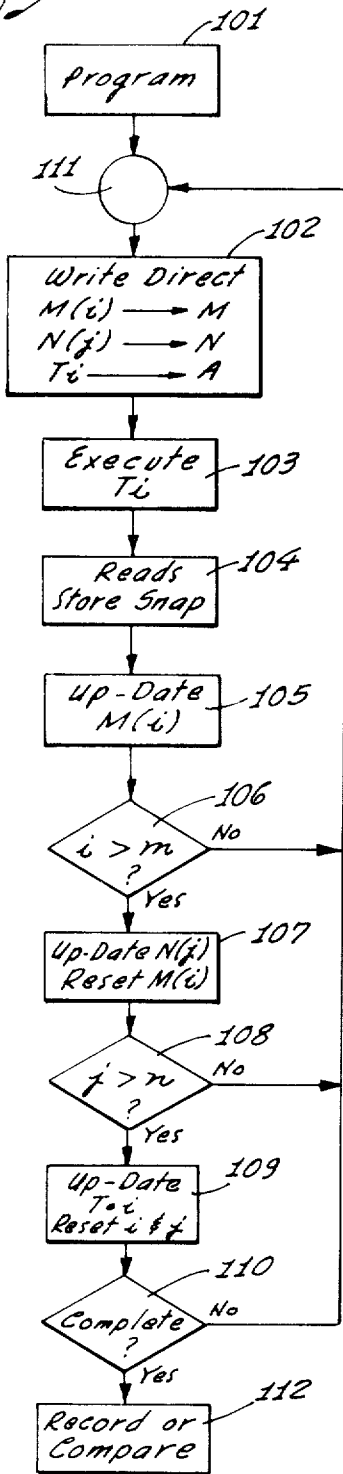 101
Program
111
102
Write Direct
M(i) → M
N(j) → N
Ti → A
Execute
Ti
103
Reads
Store Snap
104
Up-Date
M(i)
105
106
i > m
?
No
Yes
Up-Date N(j)
Reset M(i)
107
108
j > n
?
No
Yes
Up-Date
T•i
Reset i & j
109
110
Complete
?
No
Yes
112
Record or
Compare